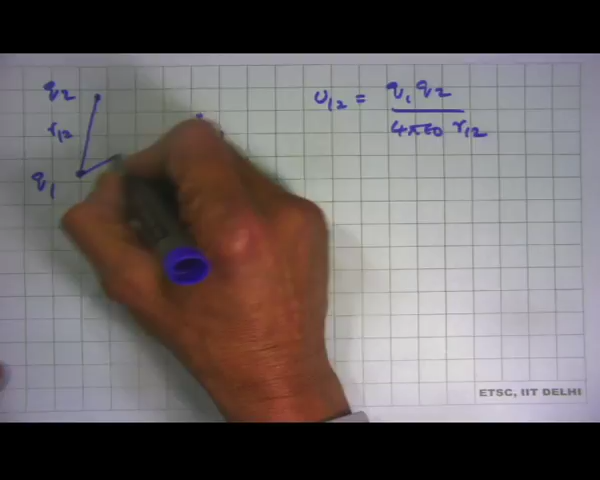 q2
r12
q1
U12 = q1 q2 / 4πε0 r12
ETSC, IIT DELHI